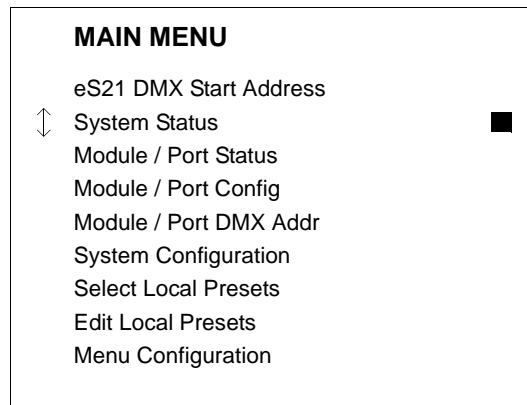 MAIN MENU
eS21 DMX Start Address
System Status
Module / Port Status
Module / Port Config
Module / Port DMX Addr
System Configuration
Select Local Presets
Edit Local Presets
Menu Configuration